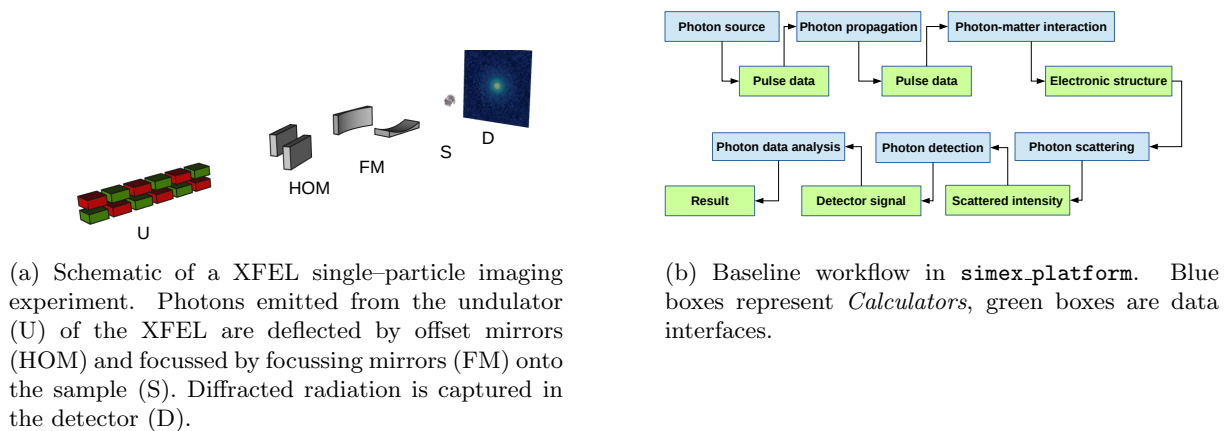 U
HOM
FM
S
D
(a) Schematic of a XFEL single–particle imaging
experiment. Photons emitted from the undulator
(U) of the XFEL are deflected by offset mirrors
(HOM) and focussed by focussing mirrors (FM) onto
the sample (S). Diffracted radiation is captured in
the detector (D).
Photon source
Photon propagation
Photon-matter interaction
Pulse data
Pulse data
Electronic structure
Photon data analysis
Photon detection
Photon scattering
Result
Detector signal
Scattered intensity
(b) Baseline workflow in simex_platform. Blue
boxes represent Calculators, green boxes are data
interfaces.